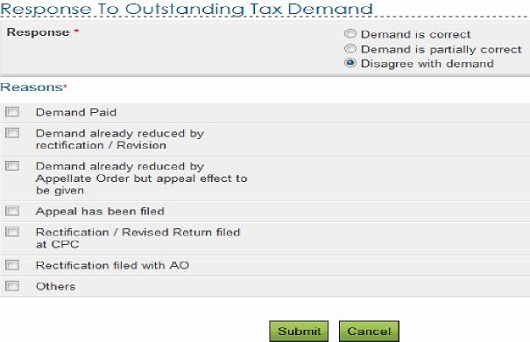 Response To Outstanding Tax Demand
Response *
Demand is correct
Demand is partially correct
Disagree with demand
Reasons*
Demand Paid
Demand already reduced by
rectification / Revision
Demand already reduced by
Appellate Order but appeal effect to
be given
Appeal has been filed
Rectification / Revised Return filed
at CPC
Rectification filed with AO
Others
Submit Cancel